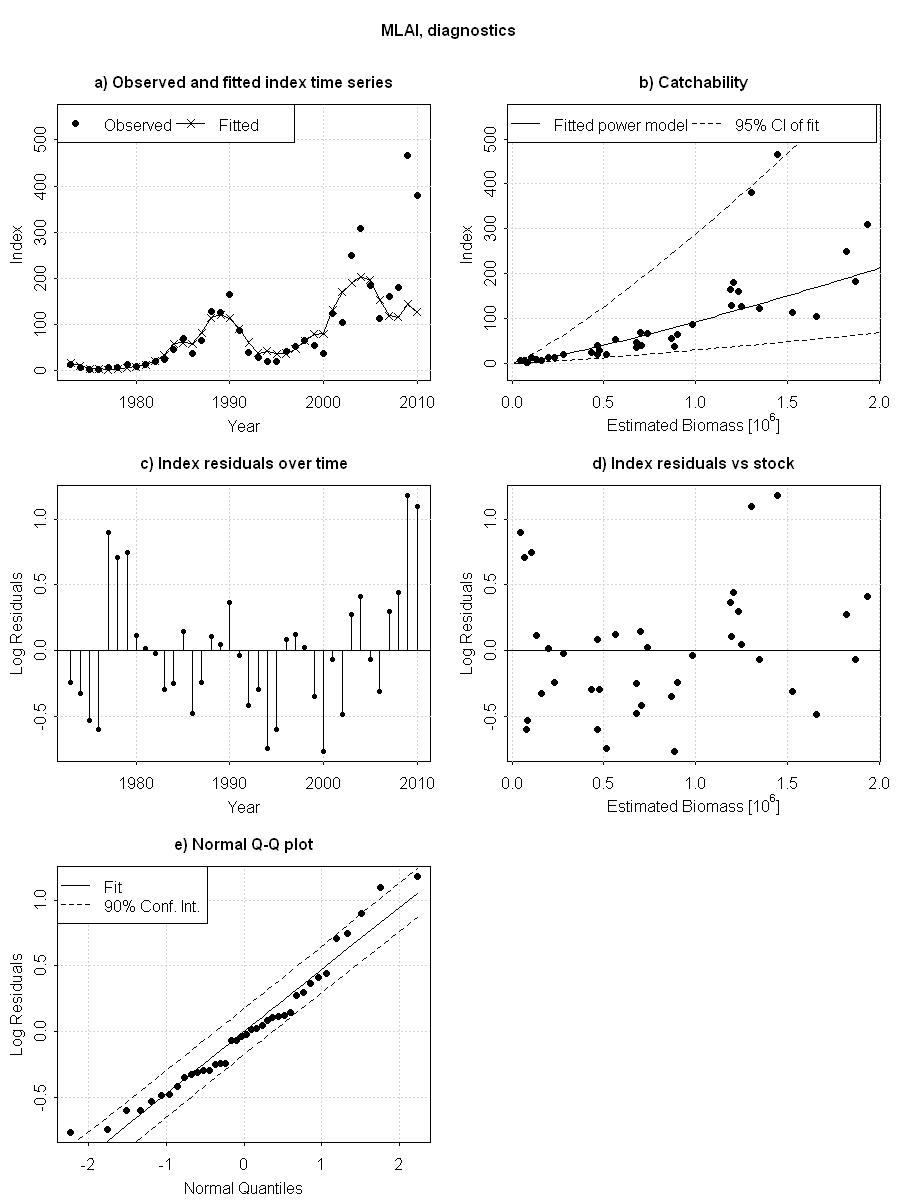 MLAI, diagnostics
a) Observed and fitted index time series
Observed Fitted
Index
0 100 200 300 400 500
1980 1990 2000 2010
Year
b) Catchability
Fitted power model 95% CI of fit
Index
0 100 200 300 400 500
0.0 0.5 1.0 1.5 2.0
Estimated Biomass [10⁶]
c) Index residuals over time
Log Residuals
-0.5 0.0 0.5 1.0
1980 1990 2000 2010
Year
d) Index residuals vs stock
Log Residuals
-0.5 0.0 0.5 1.0
0.0 0.5 1.0 1.5 2.0
Estimated Biomass [10⁶]
e) Normal Q-Q plot
Fit
90% Conf. Int.
Log Residuals
-0.5 0.0 0.5 1.0
-2 -1 0 1 2
Normal Quantiles